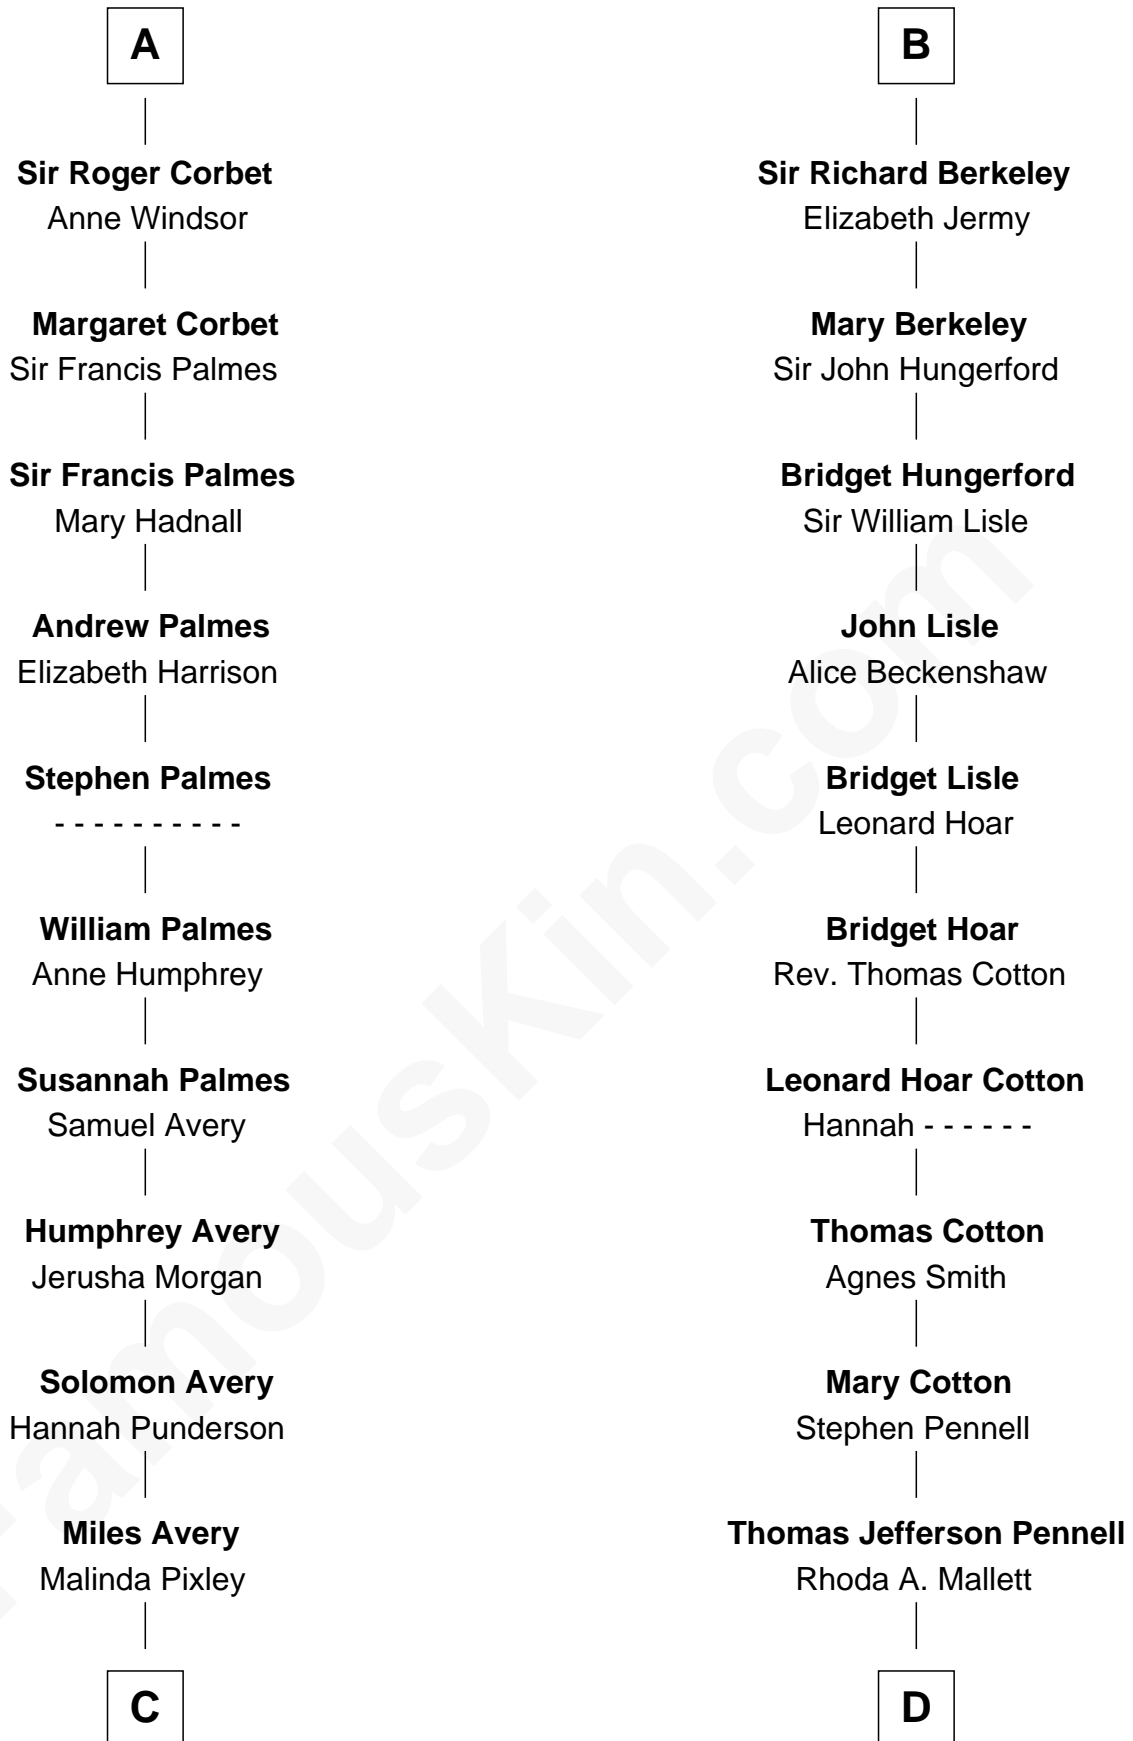 A
Sir Roger Corbet
Anne Windsor
Margaret Corbet
Sir Francis Palmes
Sir Francis Palmes
Mary Hadnall
Andrew Palmes
Elizabeth Harrison
Stephen Palmes
- - - - - - - - - -
William Palmes
Anne Humphrey
Susannah Palmes
Samuel Avery
Humphrey Avery
Jerusha Morgan
Solomon Avery
Hannah Punderson
Miles Avery
Malinda Pixley
C
B
Sir Richard Berkeley
Elizabeth Jermy
Mary Berkeley
Sir John Hungerford
Bridget Hungerford
Sir William Lisle
John Lisle
Alice Beckenshaw
Bridget Lisle
Leonard Hoar
Bridget Hoar
Rev. Thomas Cotton
Leonard Hoar Cotton
Hannah - - - - - -
Thomas Cotton
Agnes Smith
Mary Cotton
Stephen Pennell
Thomas Jefferson Pennell
Rhoda A. Mallett
D
FamousKin.com